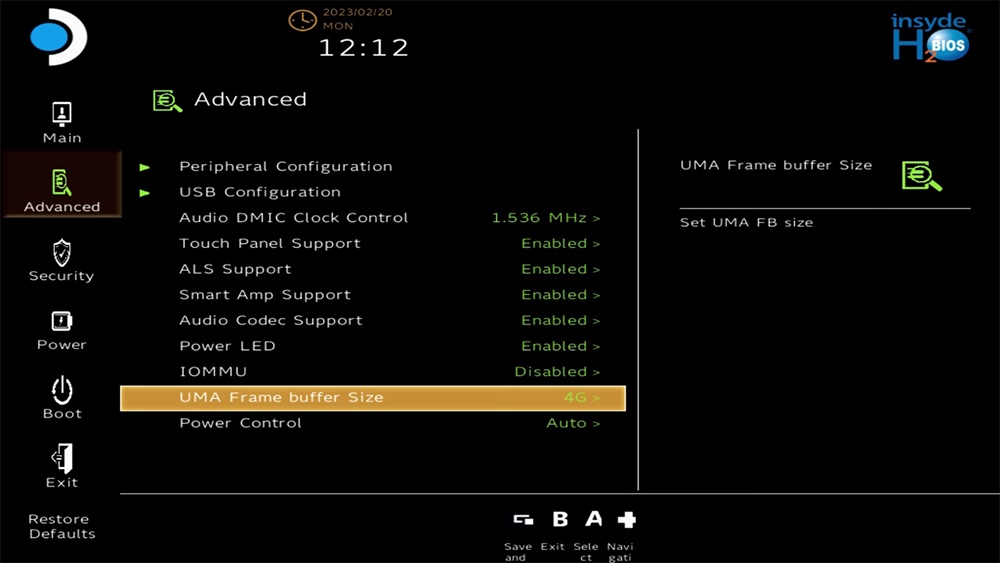 2023/02/20
MON
12:12
insyde
H2BIOS
Main
Advanced
Security
Power
Boot
Exit
Restore
Defaults
Advanced
Peripheral Configuration
USB Configuration
Audio DMIC Clock Control 1.536 MHz >
Touch Panel Support Enabled >
ALS Support Enabled >
Smart Amp Support Enabled >
Audio Codec Support Enabled >
Power LED Enabled >
IOMMU Disabled >
UMA Frame buffer Size 4G >
Power Control Auto >
UMA Frame buffer Size
Set UMA FB size
B A
Save Exit Sele Navi
and ct gati